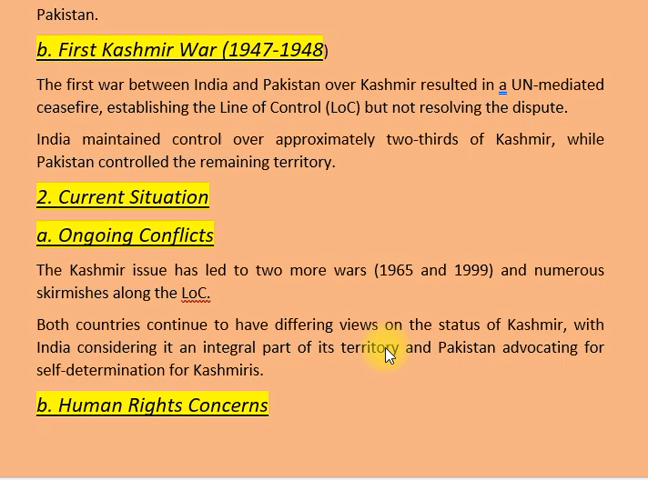 Pakistan.
b. First Kashmir War (1947-1948)
The first war between India and Pakistan over Kashmir resulted in a UN-mediated
ceasefire, establishing the Line of Control (LoC) but not resolving the dispute.
India maintained control over approximately two-thirds of Kashmir, while
Pakistan controlled the remaining territory.
2. Current Situation
a. Ongoing Conflicts
The Kashmir issue has led to two more wars (1965 and 1999) and numerous
skirmishes along the LoC.
Both countries continue to have differing views on the status of Kashmir, with
India considering it an integral part of its territory and Pakistan advocating for
self-determination for Kashmiris.
b. Human Rights Concerns